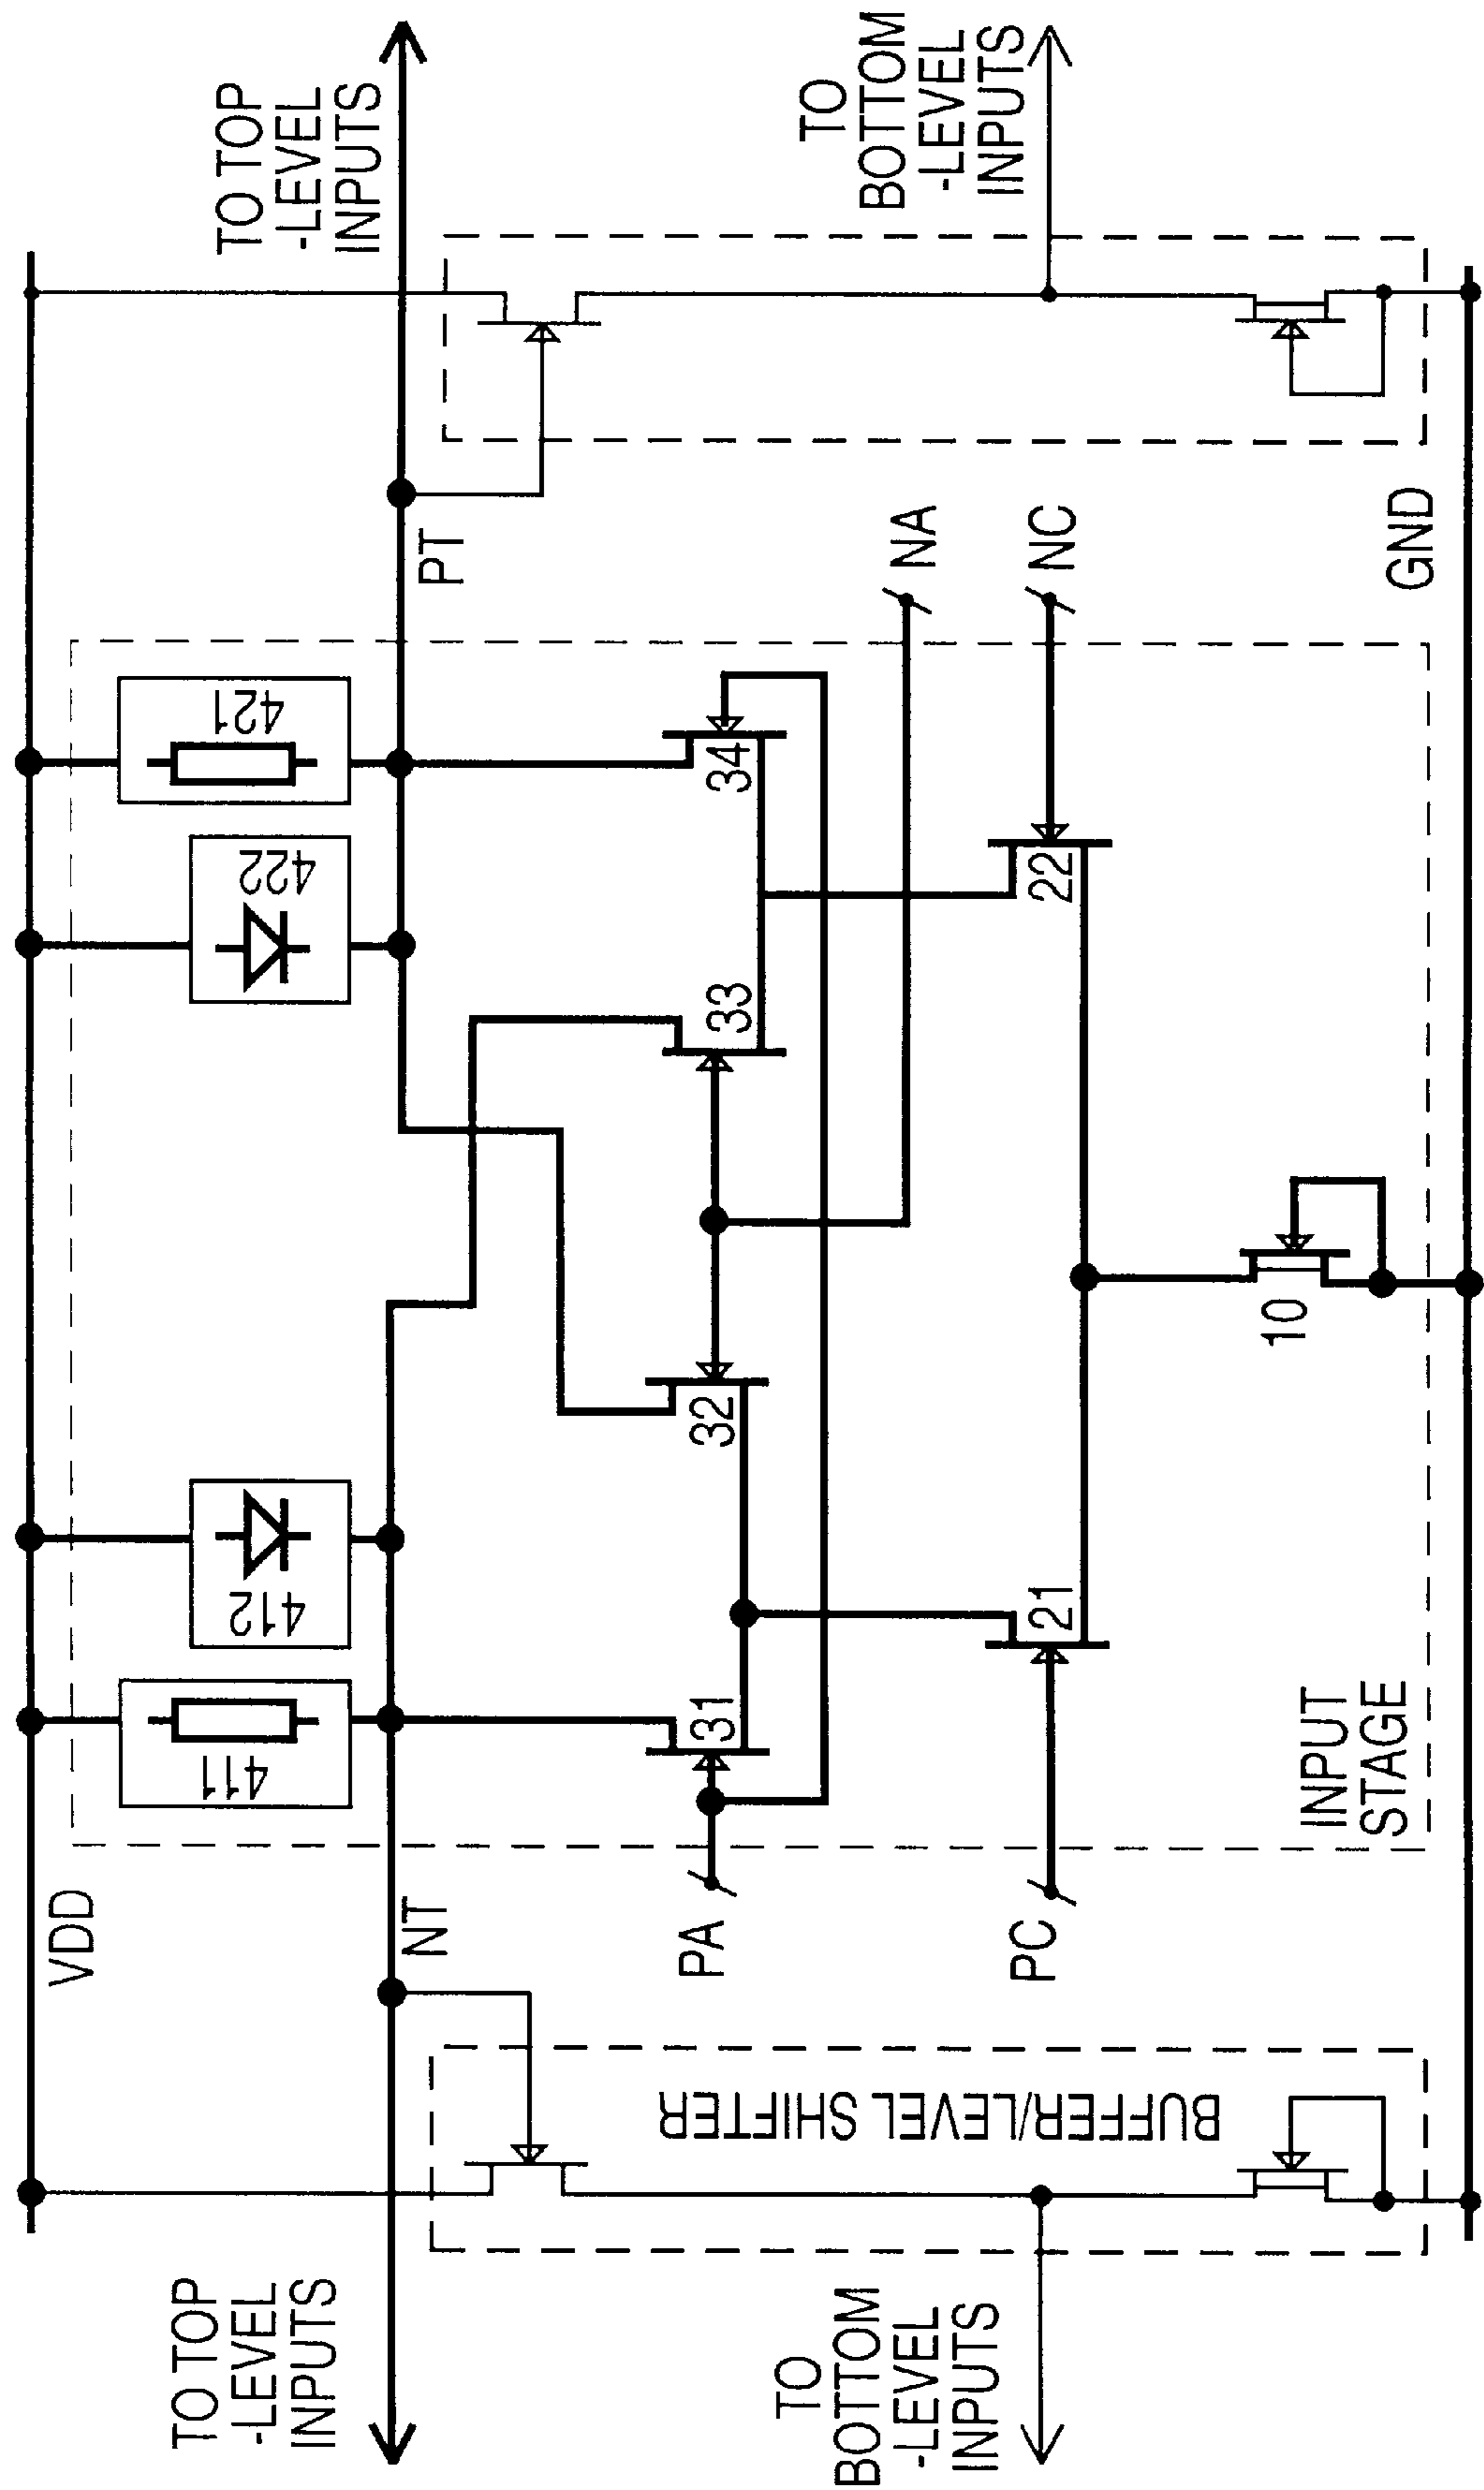 VDD
TO TOP
-LEVEL
INPUTS
NT
411
412
422
421
PT
TO TOP
-LEVEL
INPUTS
BUFFER/LEVEL SHIFTER
PA
31
32
33
34
NA
TO
BOTTOM
-LEVEL
INPUTS
PC
21
22
NC
TO
BOTTOM
-LEVEL
INPUTS
INPUT
STAGE
10
GND